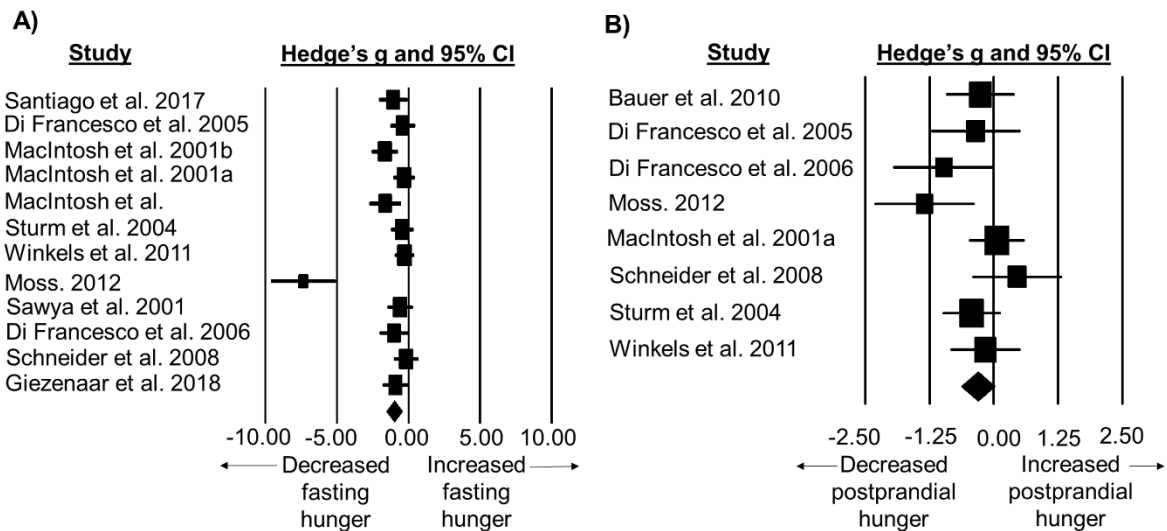 A)
Study
Hedge's g and 95% CI
Santiago et al. 2017
Di Francesco et al. 2005
MacIntosh et al. 2001b
MacIntosh et al. 2001a
MacIntosh et al.
Sturm et al. 2004
Winkels et al. 2011
Moss. 2012
Sawya et al. 2001
Di Francesco et al. 2006
Schneider et al. 2008
Giezenaar et al. 2018
-10.00 -5.00 0.00 5.00 10.00
Decreased Increased
fasting fasting
hunger hunger
B)
Study
Hedge's g and 95% CI
Bauer et al. 2010
Di Francesco et al. 2005
Di Francesco et al. 2006
Moss. 2012
MacIntosh et al. 2001a
Schneider et al. 2008
Sturm et al. 2004
Winkels et al. 2011
-2.50 -1.25 0.00 1.25 2.50
Decreased Increased
postprandial postprandial
hunger hunger